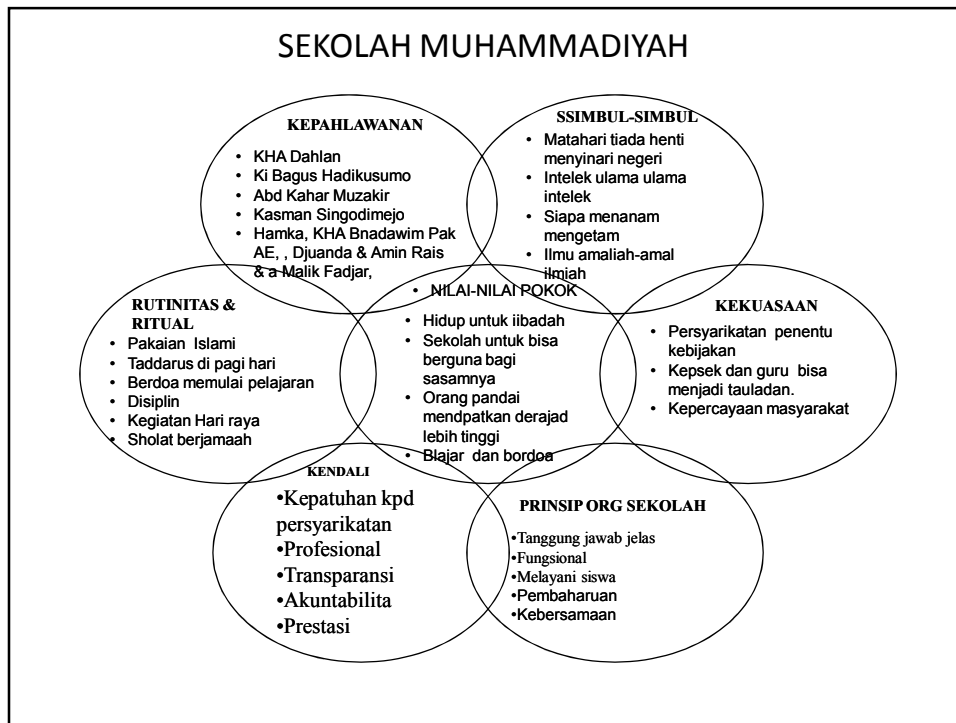 SEKOLAH MUHAMMADIYAH
KEPAHLAWANAN
• KHA Dahlan
• Ki Bagus Hadikusumo
• Abd Kahar Muzakir
• Kasman Singodimejo
• Hamka, KHA Bnadawim Pak
AE, , Djuanda & Amin Rais
& a Malik Fadjar,
SSIMBUL-SIMBUL
• Matahari tiada henti
menyinari negeri
• Intelek ulama ulama
intelek
• Siapa menanam
mengetam
• Ilmu amaliah-amal
ilmiah
RUTINITAS &
RITUAL
• Pakaian Islami
• Taddarus di pagi hari
• Berdoa memulai pelajaran
• Disiplin
• Kegiatan Hari raya
• Sholat berjamaah
• NILAI-NILAI POKOK
• Hidup untuk iibadah
• Sekolah untuk bisa
berguna bagi
sasamnya
• Orang pandai
mendpatkan derajad
lebih tinggi
• Blajar dan bordoa
KEKUASAAN
• Persyarikatan penentu
kebijakan
• Kepsek dan guru bisa
menjadi tauladan.
• Kepercayaan masyarakat
KENDALI
•Kepatuhan kpd
persyarikatan
•Profesional
•Transparansi
•Akuntabilita
•Prestasi
PRINSIP ORG SEKOLAH
•Tanggung jawab jelas
•Fungsional
•Melayani siswa
•Pembaharuan
•Kebersamaan